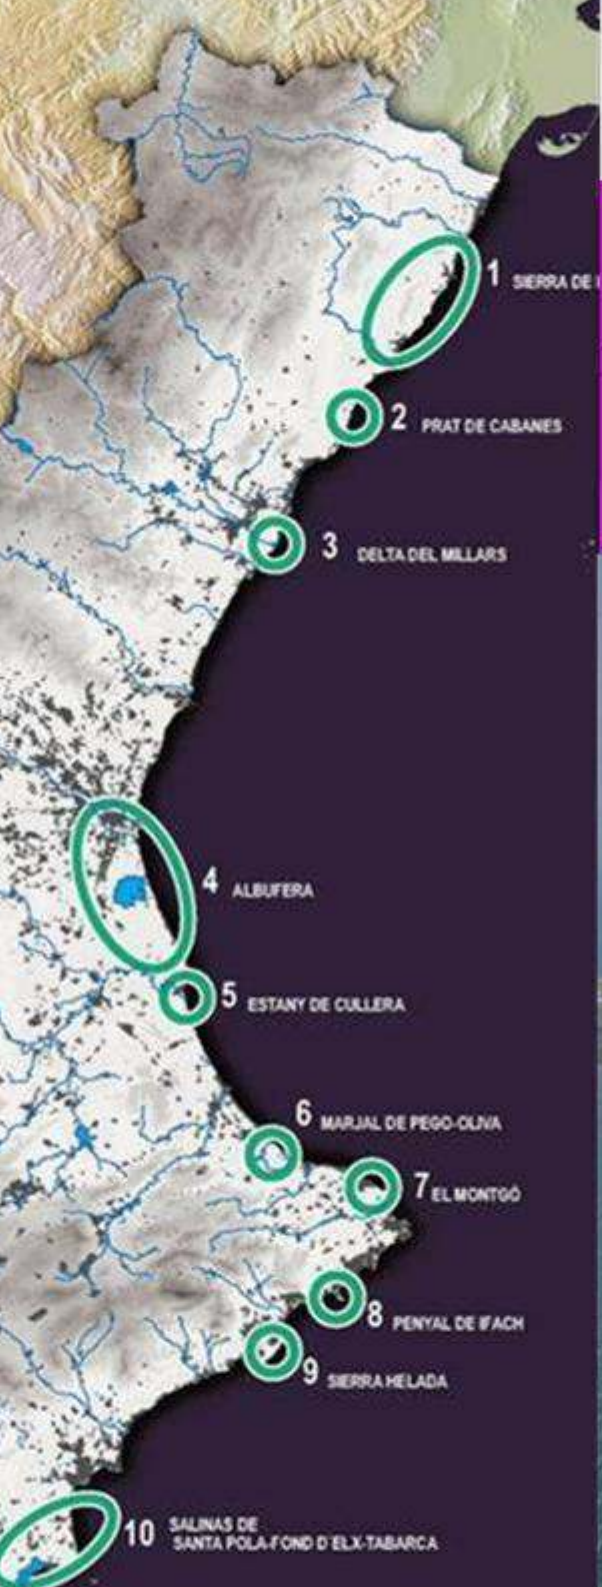 1 SIERRA DE
2 PRAT DE CABANES
3 DELTA DEL MILLARS
4 ALBUFERA
5 ESTANY DE CULLERA
6 MARJAL DE PEGO-OLIVA
7 EL MONTGÓ
8 PENYAL DE IFACH
9 SIERRA HELADA
10 SALINAS DE
SANTA POLA-FOND D'ELX-TABARCA